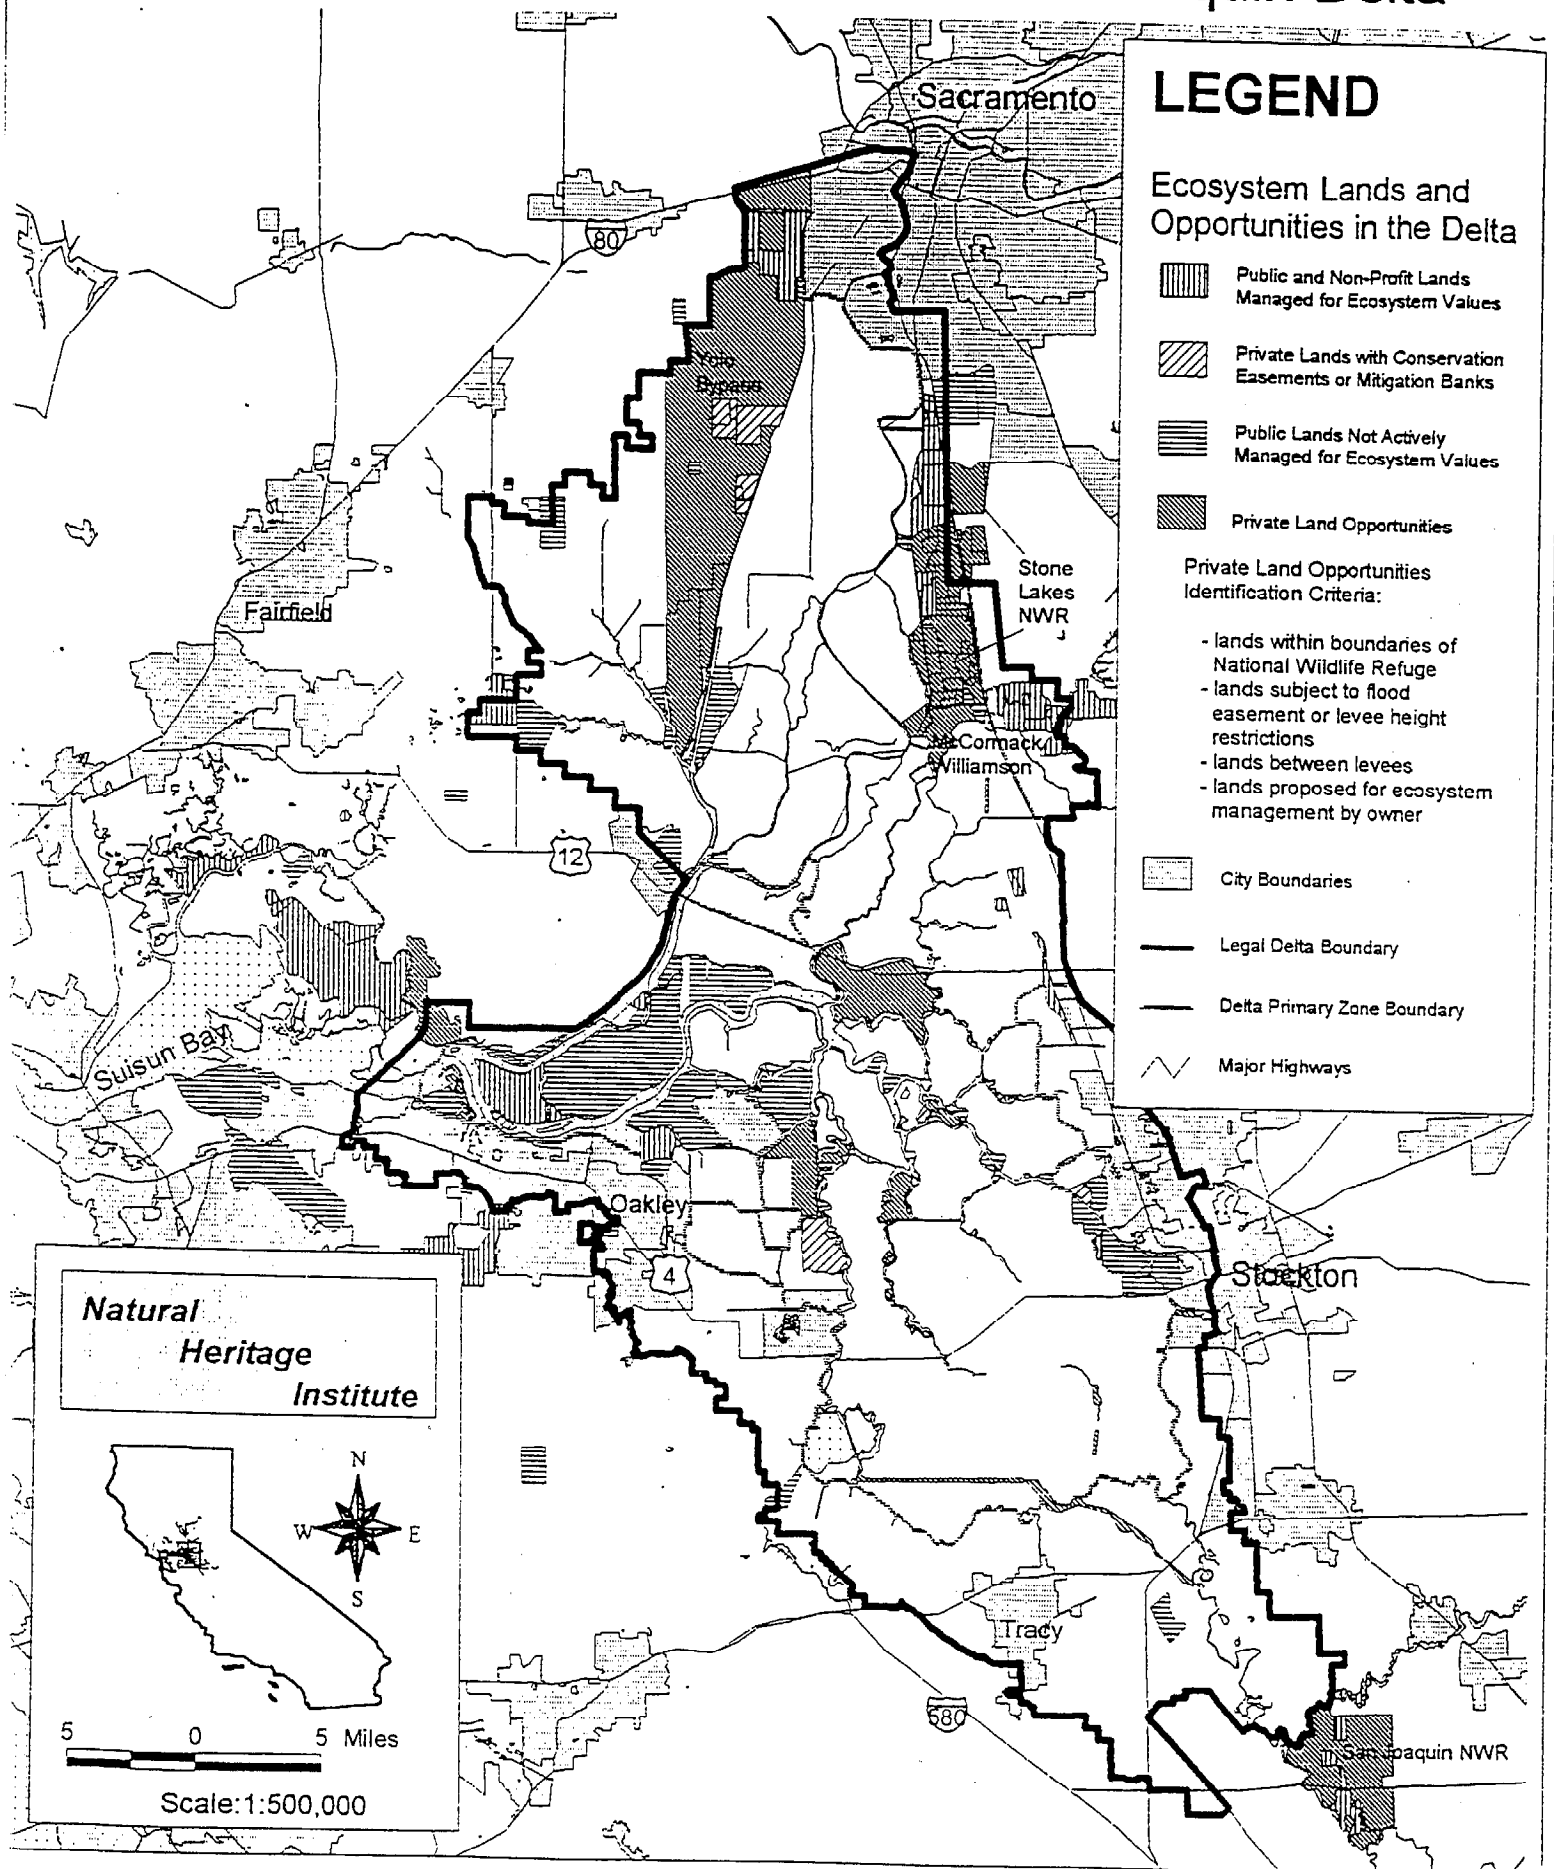 Delta
LEGEND
Ecosystem Lands and
Opportunities in the Delta
Public and Non-Profit Lands
Managed for Ecosystem Values
Private Lands with Conservation
Easements or Mitigation Banks
Public Lands Not Actively
Managed for Ecosystem Values
Private Land Opportunities
Private Land Opportunities
Identification Criteria:
- lands within boundaries of
National Wildlife Refuge
- lands subject to flood
easement or levee height
restrictions
- lands between levees
- lands proposed for ecosystem
management by owner
City Boundaries
Legal Delta Boundary
Delta Primary Zone Boundary
Major Highways
Sacramento
80
Yolo
Bypass
Stone
Lakes
NWR
Fairfield
McCormack
Williamson
12
Suisun Bay
Oakley
4
Stockton
Tracy
580
San Joaquin NWR
Natural
Heritage
Institute
N
W E
S
5 0 5 Miles
Scale:1:500,000